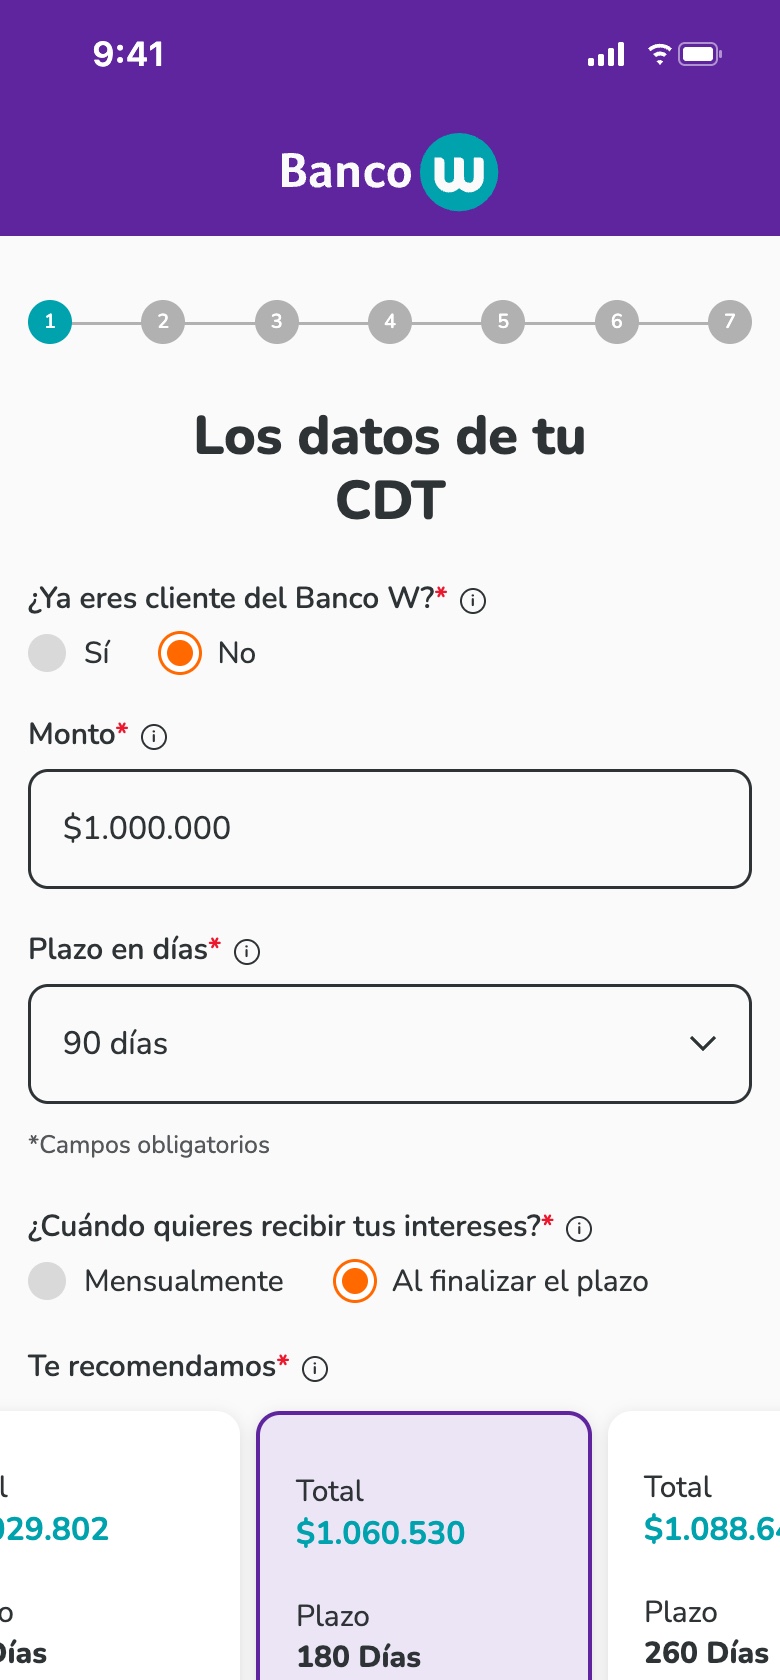 9:41
Banco W
1 2 3 4 5 6 7
Los datos de tu
CDT
¿Ya eres cliente del Banco W?*
Sí No
Monto*
$1.000.000
Plazo en días*
90 días
*Campos obligatorios
¿Cuándo quieres recibir tus intereses?*
Mensualmente Al finalizar el plazo
Te recomendamos*
Total
$1.060.530
Plazo
180 Días
Total
Plazo
260 Días